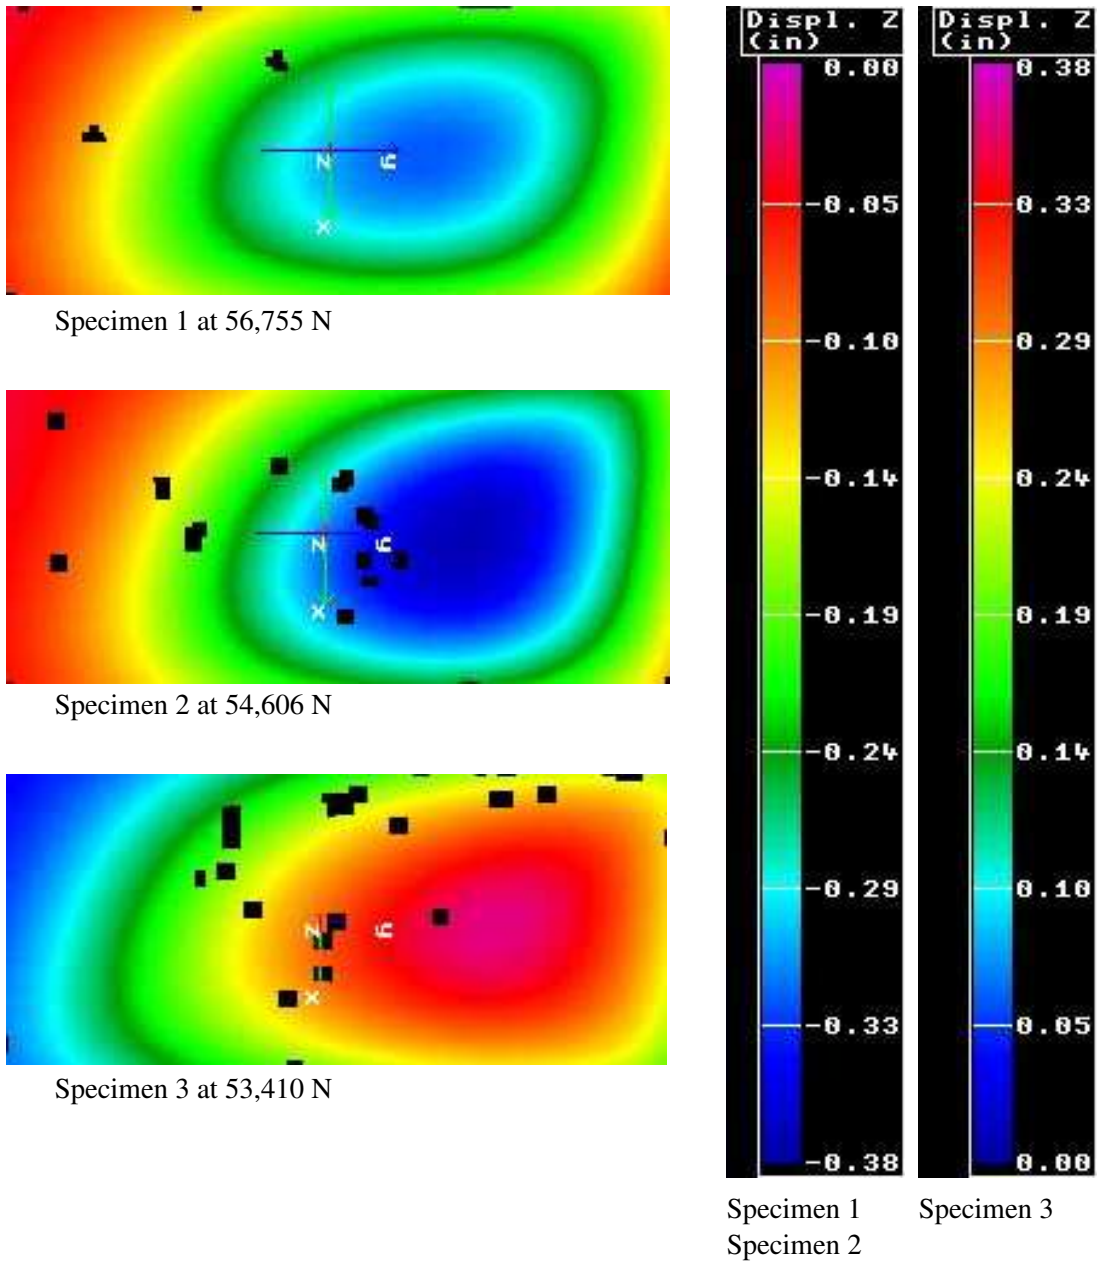 Z
y
x
Specimen 1 at 56,755 N
Z
y
x
Specimen 2 at 54,606 N
Z
y
x
Specimen 3 at 53,410 N
Displ. Z
(in)
0.00
-0.05
-0.10
-0.14
-0.19
-0.24
-0.29
-0.33
-0.38
Specimen 1
Specimen 2
Displ. Z
(in)
0.38
0.33
0.29
0.24
0.19
0.14
0.10
0.05
0.00
Specimen 3